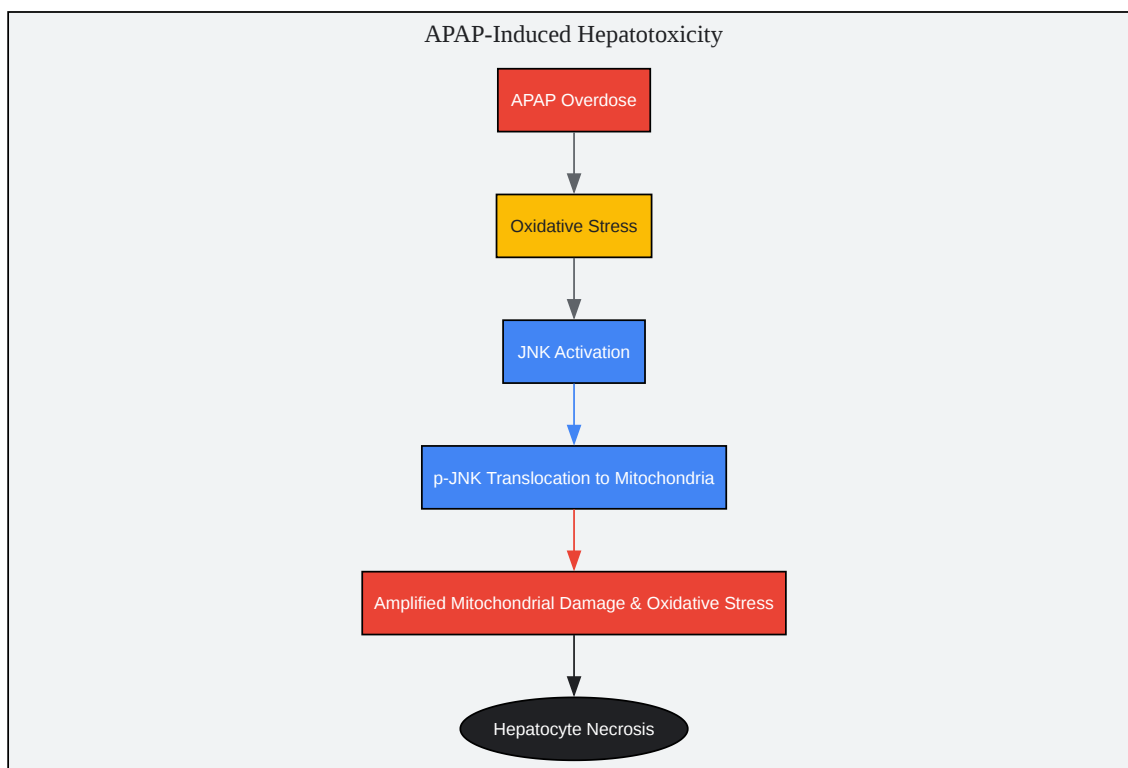 APAP-Induced Hepatotoxicity
APAP Overdose
Oxidative Stress
JNK Activation
p-JNK Translocation to Mitochondria
Amplified Mitochondrial Damage & Oxidative Stress
Hepatocyte Necrosis